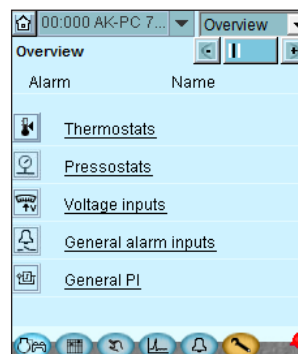 00:000 AK-PC 7... Overview
Overview
Alarm Name
Thermostats
Pressostats
Voltage inputs
General alarm inputs
General PI